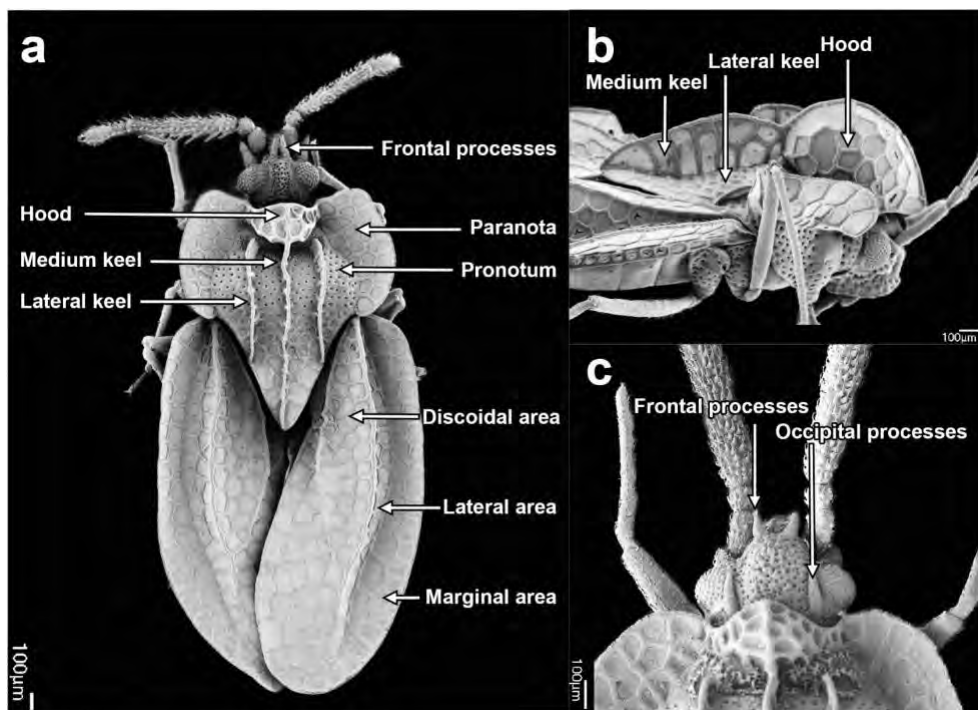 a
Frontal processes
Hood
Paranota
Medium keel
Pronotum
Lateral keel
Discoidal area
Lateral area
Marginal area
100µm
b
Hood
Lateral keel
Medium keel
100µm
c
Frontal processes
Occipital processes
100µm